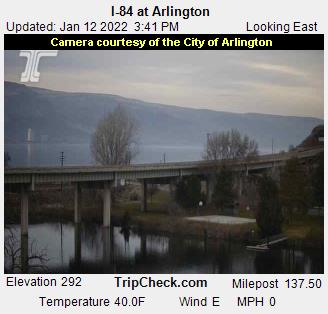 I-84 at Arlington
Updated: Jan 12 2022 3:41 PM Looking East
Camera courtesy of the City of Arlington
Elevation 292 TripCheck.com Milepost 137.50
Temperature 40.0F Wind E MPH 0